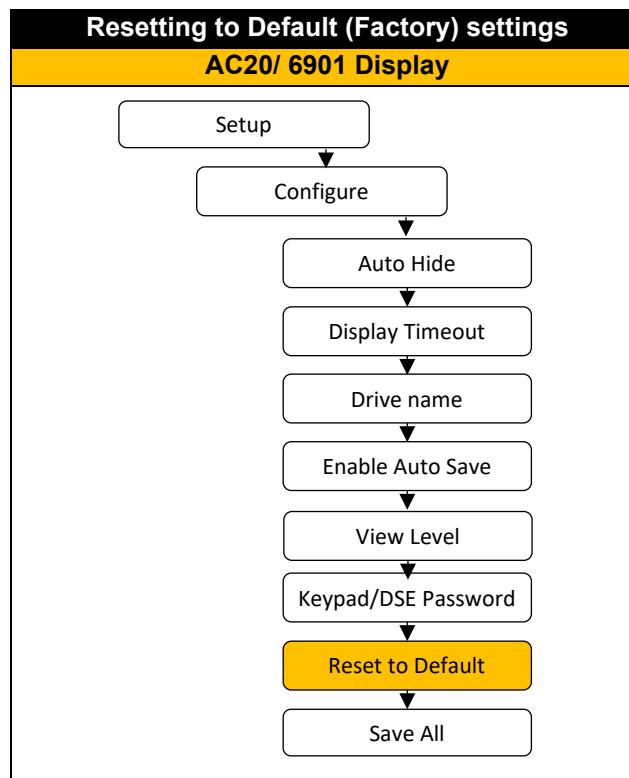 Resetting to Default (Factory) settings
AC20/ 6901 Display
Setup
Configure
Auto Hide
Display Timeout
Drive name
Enable Auto Save
View Level
Keypad/DSE Password
Reset to Default
Save All